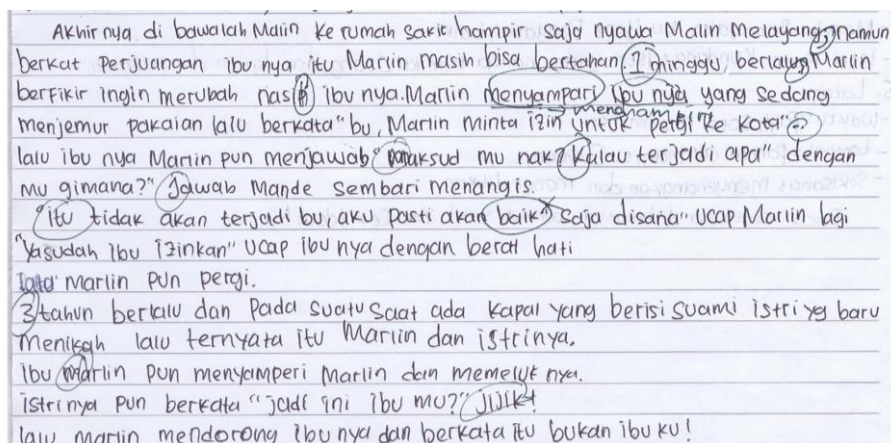 Akhirnya di bawalah Malin ke rumah sakit hampir saja nyawa Malin Melayang, namun
berkat Perjuangan ibu nya itu Marlin masih bisa bertahan. 1 hinggu berlalu, Marlin
berfikir ingin merubah nasib ibu nya. Marlin menyampari ibu nya yang sedang
menghampiri
menjemur pakaian lalu berkata "bu, Marlin minta izin untuk pergi ke kota".
lalu ibu nya Marlin pun menjawab "maksud mu nak? kalau terjadi apa" dengan
mu gimana?" Jawab Mande sembari menangis.
"itu tidak akan terjadi bu, aku pasti akan baik" saja disana" ucap Marlin lagi
"Yasudah ibu izinkan" ucap ibu nya dengan berat hati
marlin pun pergi.
3 tahun berlalu dan pada suatu saat ada kapal yang berisi suami istri yg baru
menikah lalu ternyata itu Marlin dan istrinya.
ibu marlin pun menyamperi Marlin dan memeluk nya.
istrinya pun berkata "jadi ini ibu mu?" jijik!
lalu marlin mendorong ibu nya dan berkata itu bukan ibu ku!